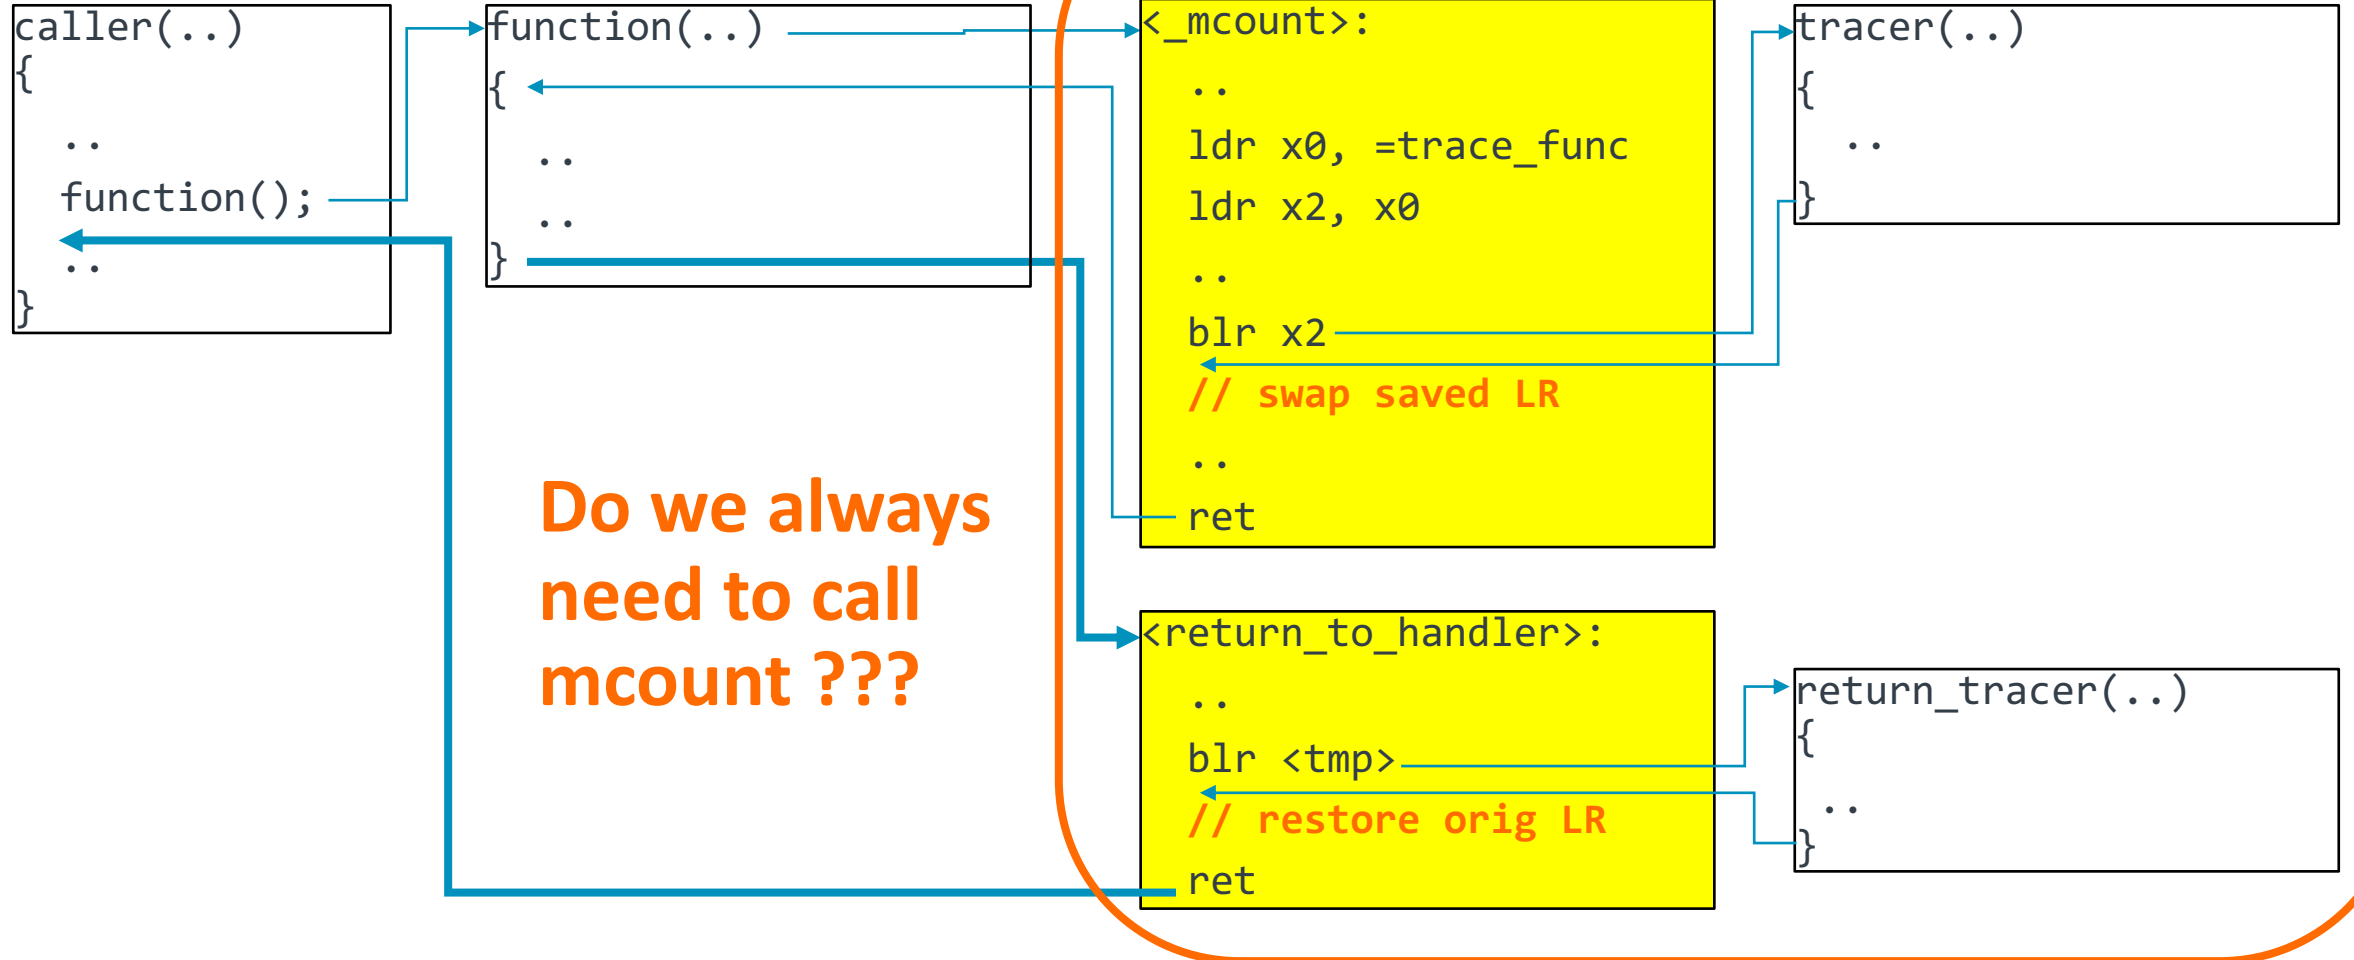 caller(..)
{
..
function();
..
}
function(..)
{
..
..
}
<_mcount>:
..
ldr x0, =trace_func
ldr x2, x0
..
blr x2
// swap saved LR
..
ret
tracer(..)
{
..
}
Do we always
need to call
mcount ???
<return_to_handler>:
..
blr <tmp>
// restore orig LR
ret
return_tracer(..)
{
..
}